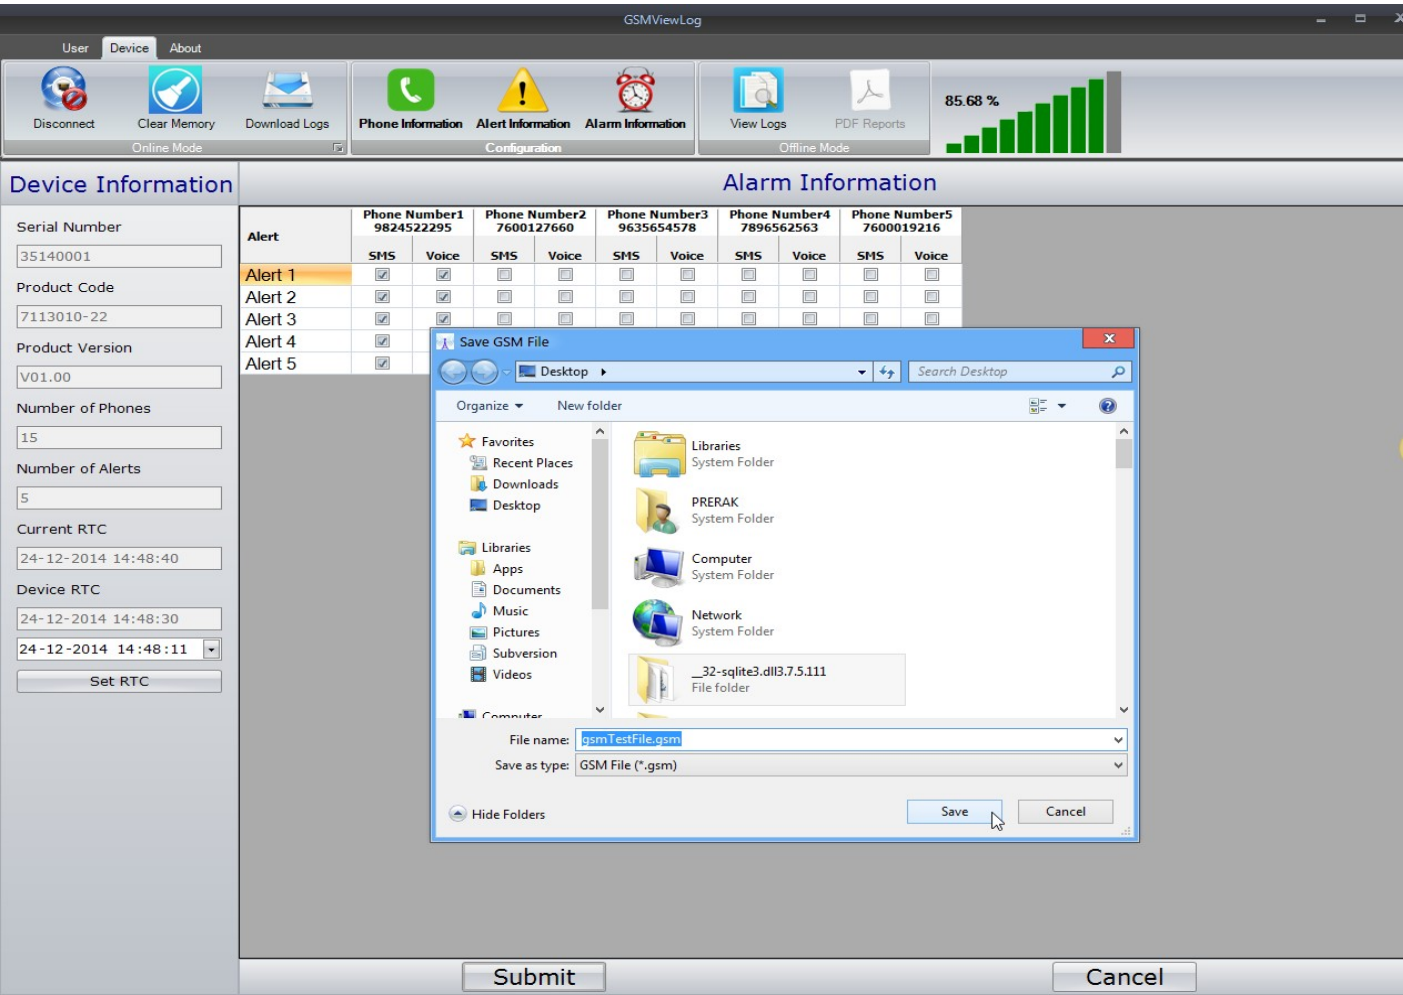 GSMViewLog
User Device About
Disconnect Clear Memory Download Logs Phone Information Alert Information Alarm Information View Logs PDF Reports 85.68 %
Online Mode Configuration Offline Mode
Device Information Alarm Information
Serial Number
35140001
Product Code
7113010-22
Product Version
V01.00
Number of Phones
15
Number of Alerts
5
Current RTC
24-12-2014 14:48:40
Device RTC
24-12-2014 14:48:30
24-12-2014 14:48:11
Set RTC
Alert Phone Number1 Phone Number2 Phone Number3 Phone Number4 Phone Number5
9824522295 7600127660 9635654578 7896562563 7600019216
SMS Voice SMS Voice SMS Voice SMS Voice SMS Voice
Alert 1
Alert 2
Alert 3
Alert 4
Alert 5
Save GSM File
Desktop Search Desktop
Organize New folder
Favorites
Recent Places
Downloads
Desktop
Libraries
Apps
Documents
Music
Pictures
Subversion
Videos
Computer
Libraries
System Folder
PRERAK
System Folder
Computer
System Folder
Network
System Folder
__32-sqlite3.dll3.7.5.111
File folder
File name: gsmTestFile.gsm
Save as type: GSM File (*.gsm)
Hide Folders Save Cancel
Submit Cancel